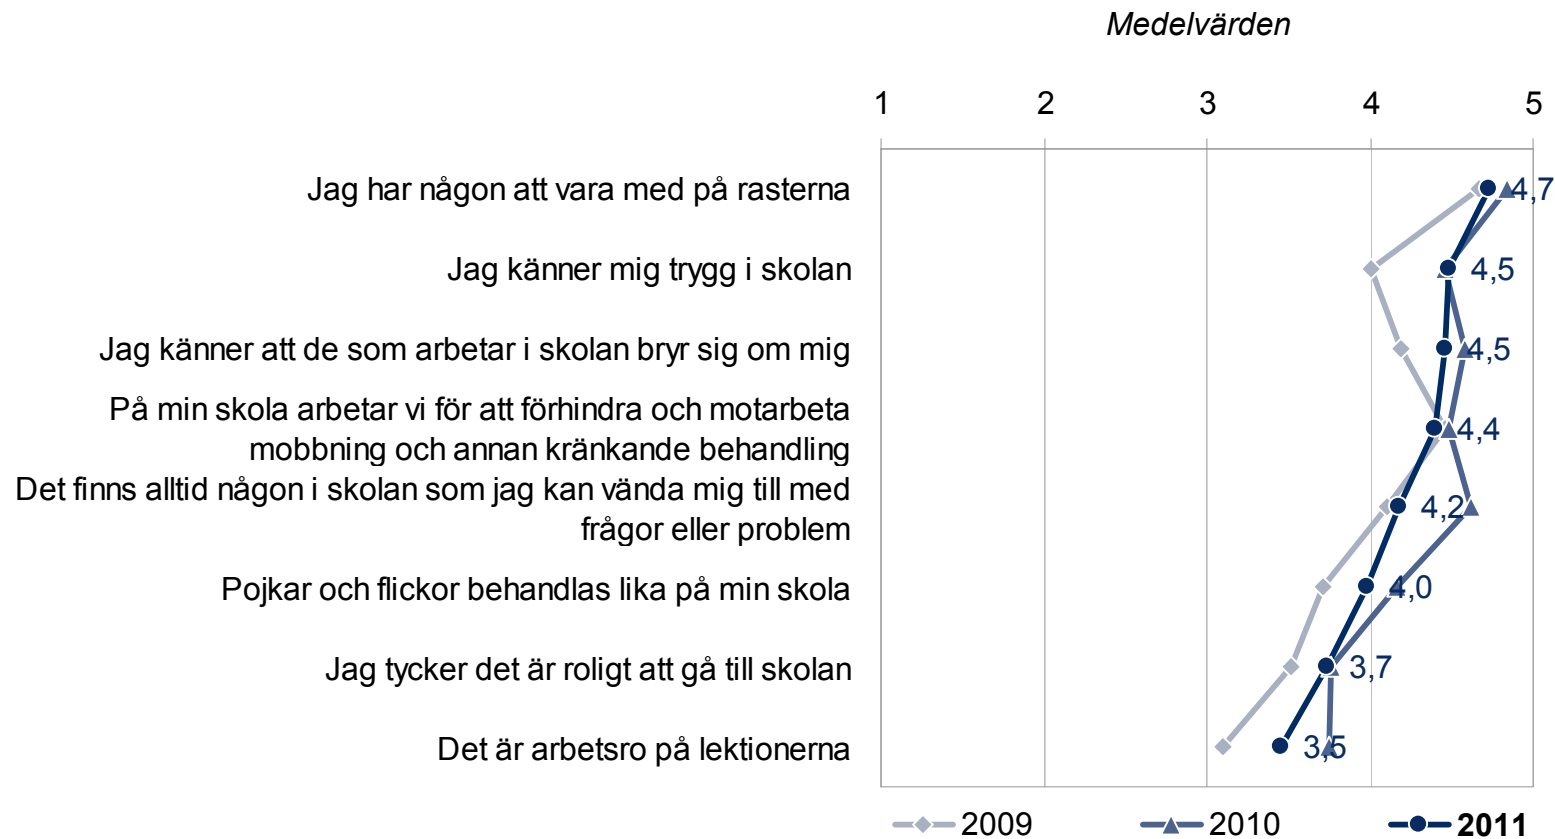 Medelvärden
1 2 3 4 5
Jag har någon att vara med på rasterna 4,7
Jag känner mig trygg i skolan 4,5
Jag känner att de som arbetar i skolan bryr sig om mig 4,5
På min skola arbetar vi för att förhindra och motarbeta
mobbning och annan kränkande behandling 4,4
Det finns alltid någon i skolan som jag kan vända mig till med
frågor eller problem 4,2
Pojkar och flickor behandlas lika på min skola 4,0
Jag tycker det är roligt att gå till skolan 3,7
Det är arbetsro på lektionerna 3,5
2009 2010 2011